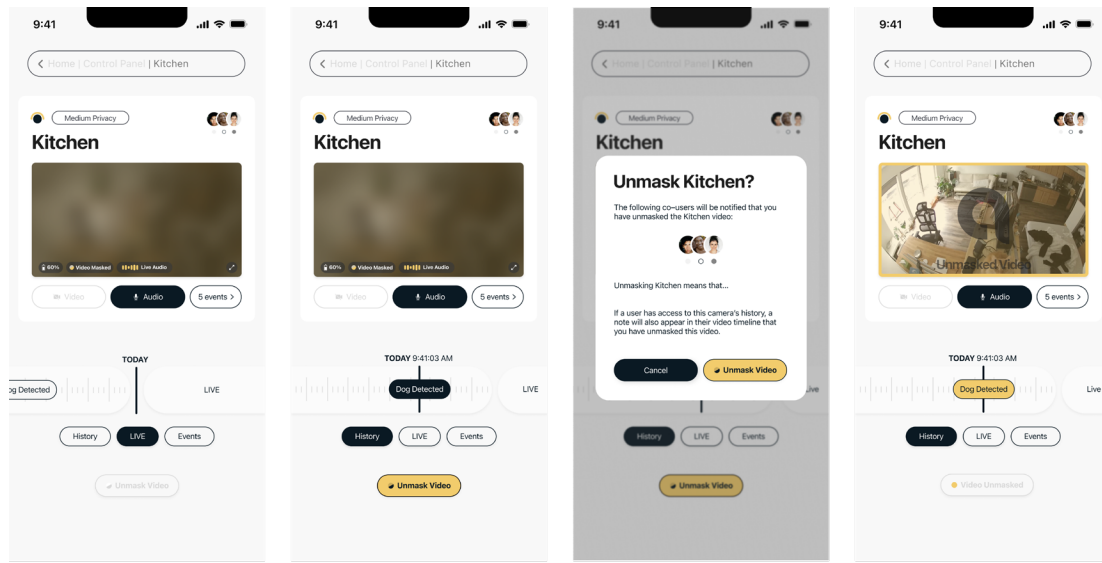 9:41
Home | Control Panel | Kitchen
Medium Privacy
Kitchen
60%
Video Masked
Live Audio
Video
Audio
5 events >
TODAY
og Detected
LIVE
History
LIVE
Events
Unmask Video
9:41
Home | Control Panel | Kitchen
Medium Privacy
Kitchen
60%
Video Masked
Live Audio
Video
Audio
5 events >
TODAY 9:41:03 AM
Dog Detected
LIVE
History
LIVE
Events
Unmask Video
9:41
Home | Control Panel | Kitchen
Medium Privacy
Kitchen
Unmask Kitchen?
The following co-users will be notified that you
have unmasked the Kitchen video:
Unmasking Kitchen means that...
If a user has access to this camera's history, a
note will also appear in their video timeline that
you have unmasked this video.
Cancel
Unmask Video
Live
History
LIVE
Events
Unmask Video
9:41
Home | Control Panel | Kitchen
Medium Privacy
Kitchen
Unmasked Video
Video
Audio
5 events >
TODAY 9:41:03 AM
Dog Detected
Live
History
LIVE
Events
Video Unmasked